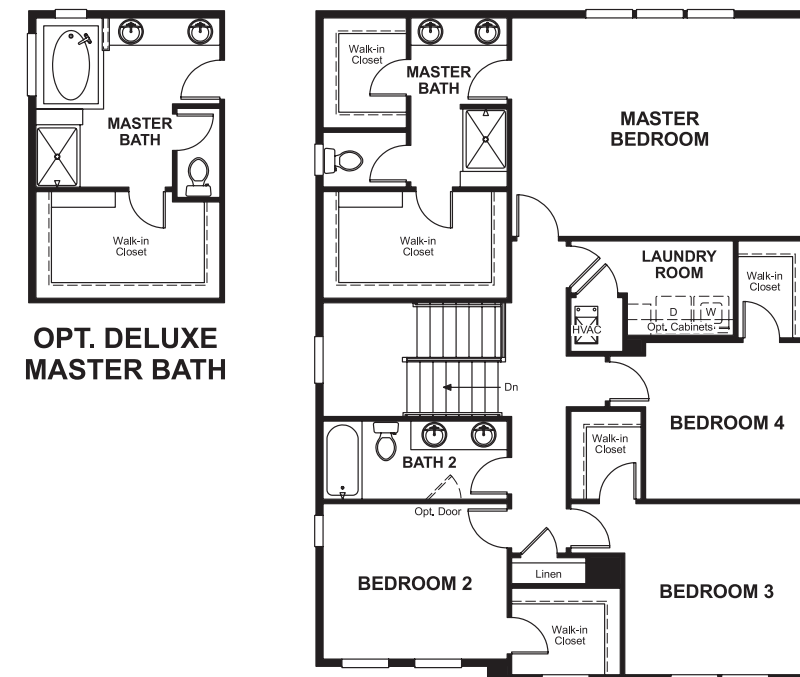 MASTER
BATH
Walk-in
Closet
OPT. DELUXE
MASTER BATH
Walk-in
Closet
MASTER
BATH
MASTER
BEDROOM
Walk-in
Closet
LAUNDRY
ROOM
Walk-in
Closet
D
W
HVAC
Opt. Cabinets
Dn
BEDROOM 4
Walk-in
Closet
BATH 2
Opt. Door
BEDROOM 2
Linen
BEDROOM 3
Walk-in
Closet